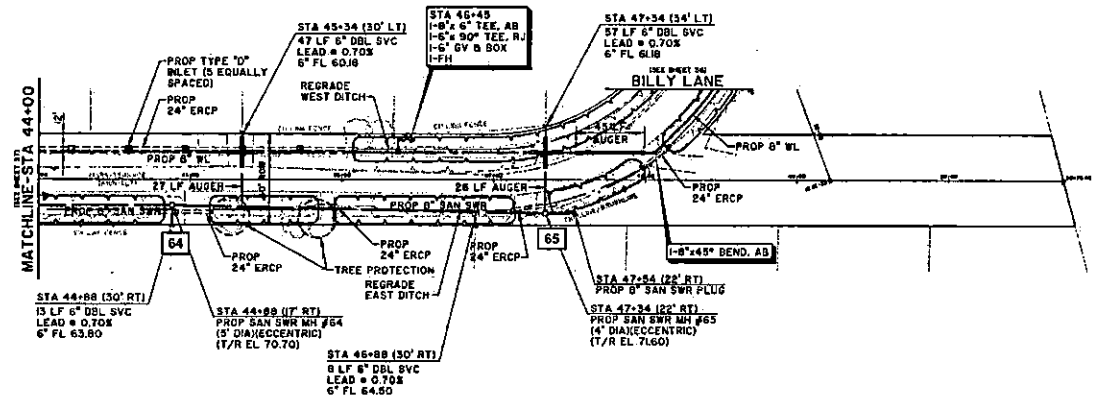 STA 45+34 (30' LT)
47 LF 6" DBL SVC
LEAD @ 0.70%
6" FL 60.18
STA 46+45
1-8"x 6" TEE, AB
1-6"x 90° TEE, RJ
1-6" GV & BOX
1-FH
STA 47+34 (34' LT)
57 LF 6" DBL SVC
LEAD @ 0.70%
6" FL 61.18
(SEE SHEET 56)
BILLY LANE
PROP TYPE "D"
INLET (5 EQUALLY
SPACED)
PROP
24" ERCP
REGRADE
WEST DITCH
12'
PROP 8" WL
AUGER
PROP 8" WL
PROP
24" ERCP
27 LF AUGER
28 LF AUGER
PROP 8" SAN SWR
PROP 8" SAN SWR
MATCHLINE-STA 44+00
64
65
PROP
24" ERCP
PROP
24" ERCP
TREE PROTECTION
REGRADE
EAST DITCH
PROP
24" ERCP
1-8"x45° BEND, AB
STA 47+54 (22' RT)
PROP 8" SAN SWR PLUG
STA 44+88 (30' RT)
13 LF 6" DBL SVC
LEAD @ 0.70%
6" FL 63.80
STA 44+88 (17' RT)
PROP SAN SWR MH #64
(5' DIA)(ECCENTRIC)
(T/R EL 70.70)
STA 47+34 (22' RT)
PROP SAN SWR MH #65
(4' DIA)(ECCENTRIC)
(T/R EL 71.60)
STA 46+88 (30' RT)
8 LF 6" DBL SVC
LEAD @ 0.70%
6" FL 64.50